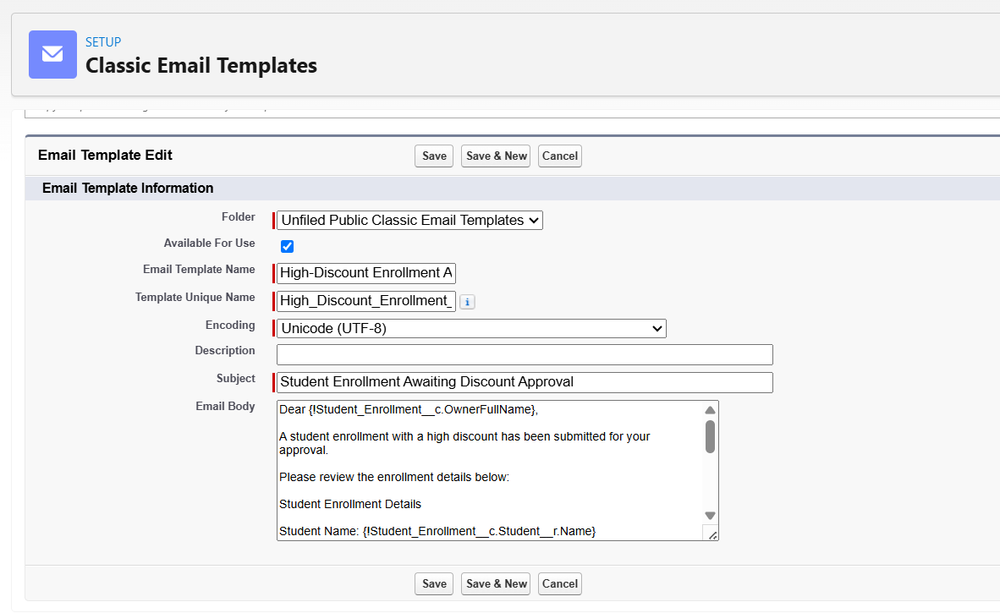 SETUP
Classic Email Templates
Email Template Edit
Save
Save & New
Cancel
Email Template Information
Folder
Unfiled Public Classic Email Templates
Available For Use
Email Template Name
High-Discount Enrollment A
Template Unique Name
High_Discount_Enrollment_
i
Encoding
Unicode (UTF-8)
Description
Subject
Student Enrollment Awaiting Discount Approval
Email Body
Dear {!Student_Enrollment__c.OwnerFullName},
A student enrollment with a high discount has been submitted for your
approval.
Please review the enrollment details below:
Student Enrollment Details
Student Name: {!Student_Enrollment__c.Student__r.Name}
Save
Save & New
Cancel